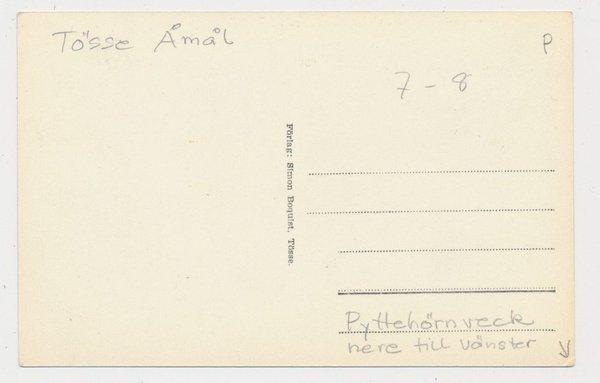 Tösse Åmål
P
7 - 8
Förlag: Simon Boquist, Tösse.
Pyttehörnveck
nere till vänster